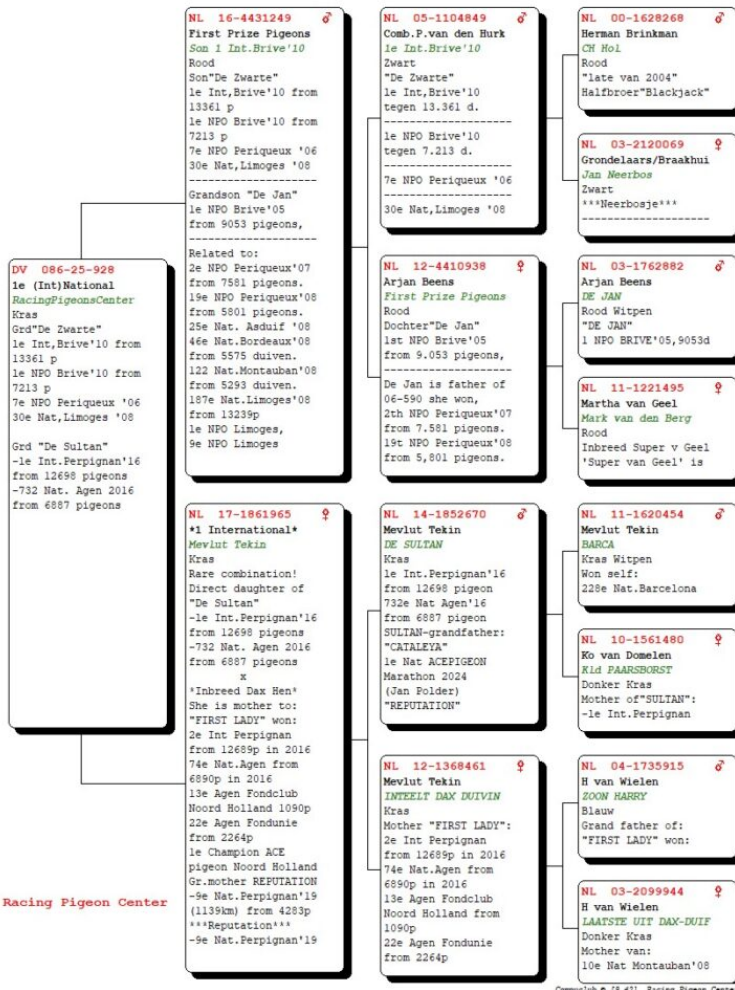 DV 086-25-928
1e (Int)National
RacingPigeonsCenter
Kras
Grd"De Zwarte"
1e Int,Brive'10 from
13361 p
1e NPO Brive'10 from
7213 p
7e NPO Periqueux '06
30e Nat,Limoges '08
Grd "De Sultan"
-1e Int.Perpignan'16
from 12698 pigeons
-732 Nat. Agen 2016
from 6887 pigeons
Racing Pigeon Center
NL 16-4431249 ♂
First Prize Pigeons
Son 1 Int.Brive'10
Rood
Son"De Zwarte"
1e Int,Brive'10 from
13361 p
1e NPO Brive'10 from
7213 p
7e NPO Periqueux '06
30e Nat,Limoges '08
--------------------
Grandson "De Jan"
1e NPO Brive'05
from 9053 pigeons,
--------------------
Related to:
2e NPO Periqueux'07
from 7581 pigeons.
19e NPO Periqueux'08
from 5801 pigeons.
25e Nat. Asduif '08
46e Nat.Bordeaux'08
from 5575 duiven.
122 Nat.Montauban'08
from 5293 duiven.
187e Nat.Limoges'08
from 13239p
1e NPO Limoges,
9e NPO Limoges
NL 17-1861965 ♀
*1 International*
Mevlut Tekin
Kras
Rare combination!
Direct daughter of
"De Sultan"
-1e Int.Perpignan'16
from 12698 pigeons
-732 Nat. Agen 2016
from 6887 pigeons
x
*Inbreed Dax Hen*
She is mother to:
"FIRST LADY" won:
2e Int Perpignan
from 12689p in 2016
74e Nat.Agen from
6890p in 2016
13e Agen Fondclub
Noord Holland 1090p
22e Agen Fondunie
from 2264p
1e Champion ACE
pigeon Noord Holland
Gr.mother REPUTATION
-9e Nat.Perpignan'19
(1139km) from 4283p
***Reputation***
-9e Nat.Perpignan'19
NL 05-1104849 ♂
Comb.P.van den Hurk
1e Int.Brive'10
Zwart
"De Zwarte"
1e Int,Brive'10
tegen 13.361 d.
--------------------
1e NPO Brive'10
tegen 7.213 d.
--------------------
7e NPO Periqueux '06
--------------------
30e Nat,Limoges '08
NL 12-4410938 ♀
Arjan Beens
First Prize Pigeons
Rood
Dochter"De Jan"
1st NPO Brive'05
from 9.053 pigeons,
--------------------
De Jan is father of
06-590 she won,
2th NPO Periqueux'07
from 7.581 pigeons.
19t NPO Periqueux'08
from 5,801 pigeons.
NL 14-1852670 ♂
Mevlut Tekin
DE SULTAN
Kras
1e Int.Perpignan'16
from 12698 pigeon
732e Nat Agen'16
from 6887 pigeon
SULTAN-grandfather:
"CATALEYA"
1e Nat ACEPIGEON
Marathon 2024
(Jan Polder)
"REPUTATION"
NL 12-1368461 ♀
Mevlut Tekin
INTEELT DAX DUIVIN
Kras
Mother "FIRST LADY":
2e Int Perpignan
from 12689p in 2016
74e Nat.Agen from
6890p in 2016
13e Agen Fondclub
Noord Holland from
1090p
22e Agen Fondunie
from 2264p
NL 00-1628268 ♂
Herman Brinkman
CH Hol
Rood
"late van 2004"
Halfbroer"Blackjack"
NL 03-2120069 ♀
Grondelaars/Braakhui
Jan Neerbos
Zwart
***Neerbosje***
--------------------
NL 03-1762882 ♂
Arjan Beens
DE JAN
Rood Witpen
"DE JAN"
1 NPO BRIVE'05,9053d
NL 11-1221495 ♀
Martha van Geel
Mark van den Berg
Rood
Inbreed Super v Geel
'Super van Geel' is
NL 11-1620454 ♂
Mevlut Tekin
BARCA
Kras Witpen
Won self:
228e Nat.Barcelona
NL 10-1561480 ♀
Ko van Domelen
Kld PAARSBORST
Donker Kras
Mother of"SULTAN":
-1e Int.Perpignan
NL 04-1735915 ♂
H van Wielen
ZOON HARRY
Blauw
Grand father of:
"FIRST LADY" won:
NL 03-2099944 ♀
H van Wielen
LAATSTE UIT DAX-DUIF
Donker Kras
Mother van:
10e Nat Montauban'08
Racing Pigeon Cente